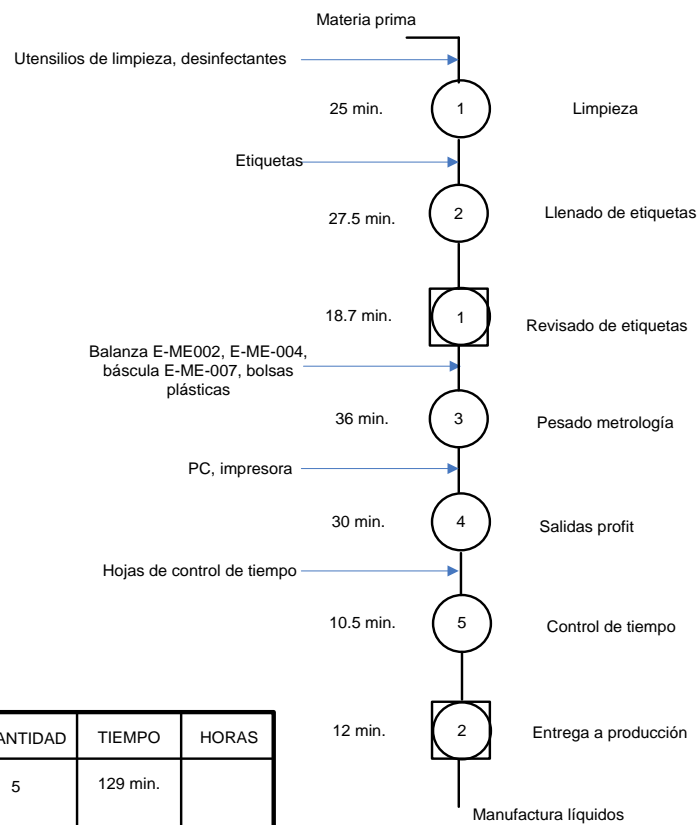 Materia prima
Utensilios de limpieza, desinfectantes
25 min.
1
Limpieza
Etiquetas
27.5 min.
2
Llenado de etiquetas
18.7 min.
1
Revisado de etiquetas
Balanza E-ME002, E-ME-004,
báscula E-ME-007, bolsas
plásticas
36 min.
3
Pesado metrología
PC, impresora
30 min.
4
Salidas profit
Hojas de control de tiempo
10.5 min.
5
Control de tiempo
12 min.
2
Entrega a producción
TIEMPO
HORAS
5
129 min.
Manufactura líquidos